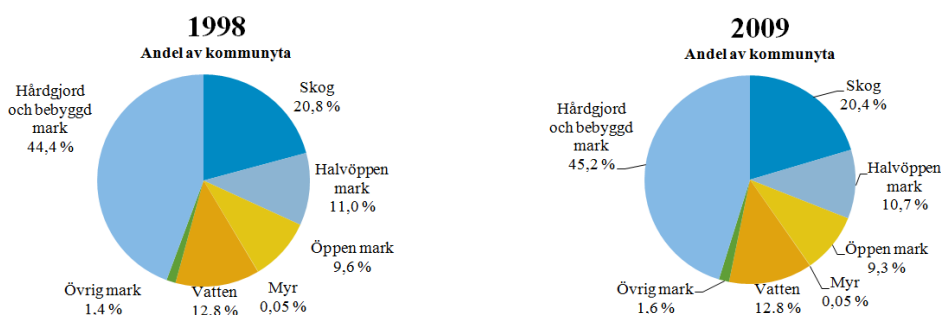 1998
Andel av kommunyta
Skog
20,8 %
Halvöppen
mark
11,0 %
Öppen mark
9,6 %
Myr
0,05 %
Vatten
12,8 %
Övrig mark
1,4 %
Hårdgjord
och bebyggd
mark
44,4 %
2009
Andel av kommunyta
Skog
20,4 %
Halvöppen
mark
10,7 %
Öppen mark
9,3 %
Myr
0,05 %
Vatten
12,8 %
Övrig mark
1,6 %
Hårdgjord
och bebyggd
mark
45,2 %